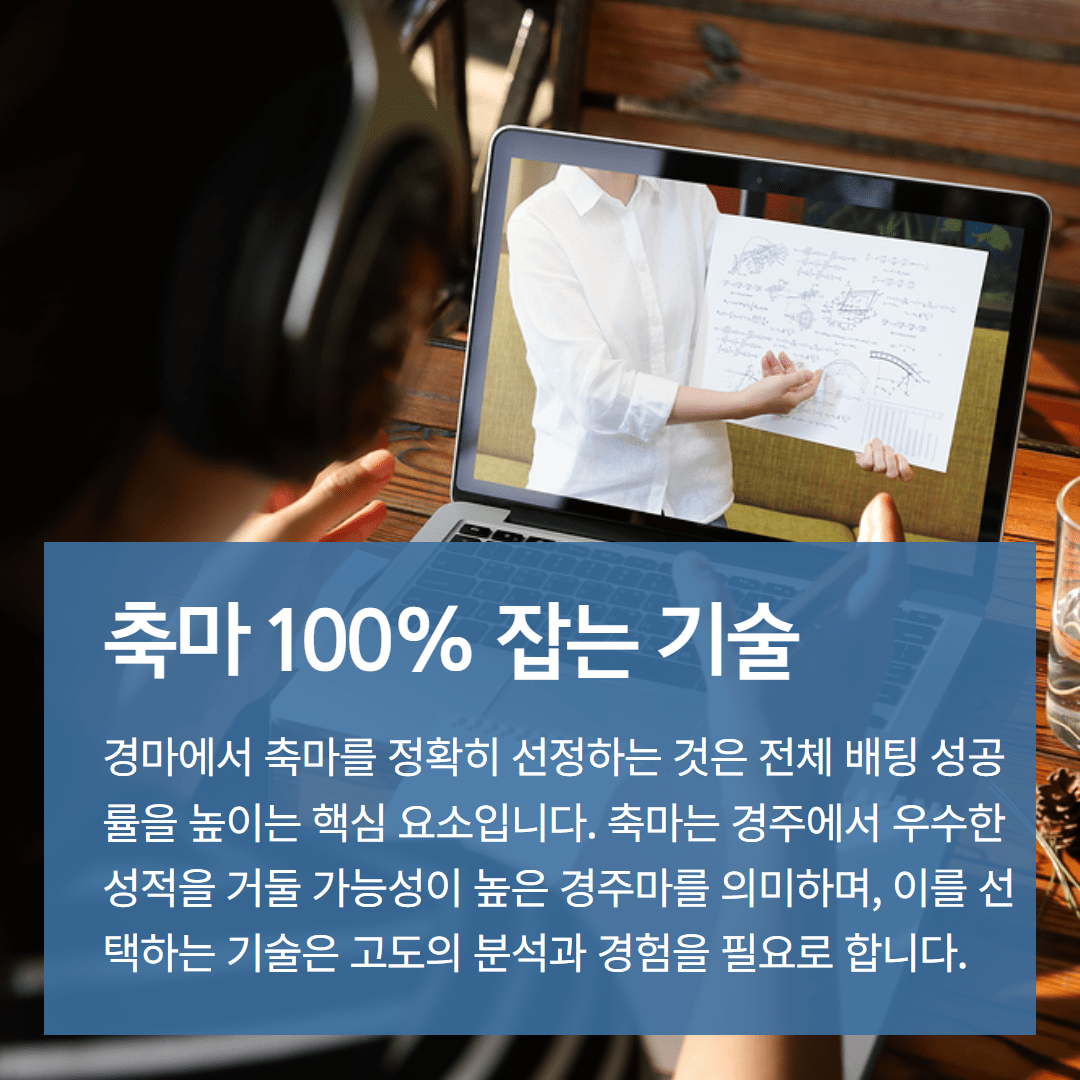 축마 100% 잡는 기술
경마에서 축마를 정확히 선정하는 것은 전체 배팅 성공
률을 높이는 핵심 요소입니다. 축마는 경주에서 우수한
성적을 거둘 가능성이 높은 경주마를 의미하며, 이를 선
택하는 기술은 고도의 분석과 경험을 필요로 합니다.